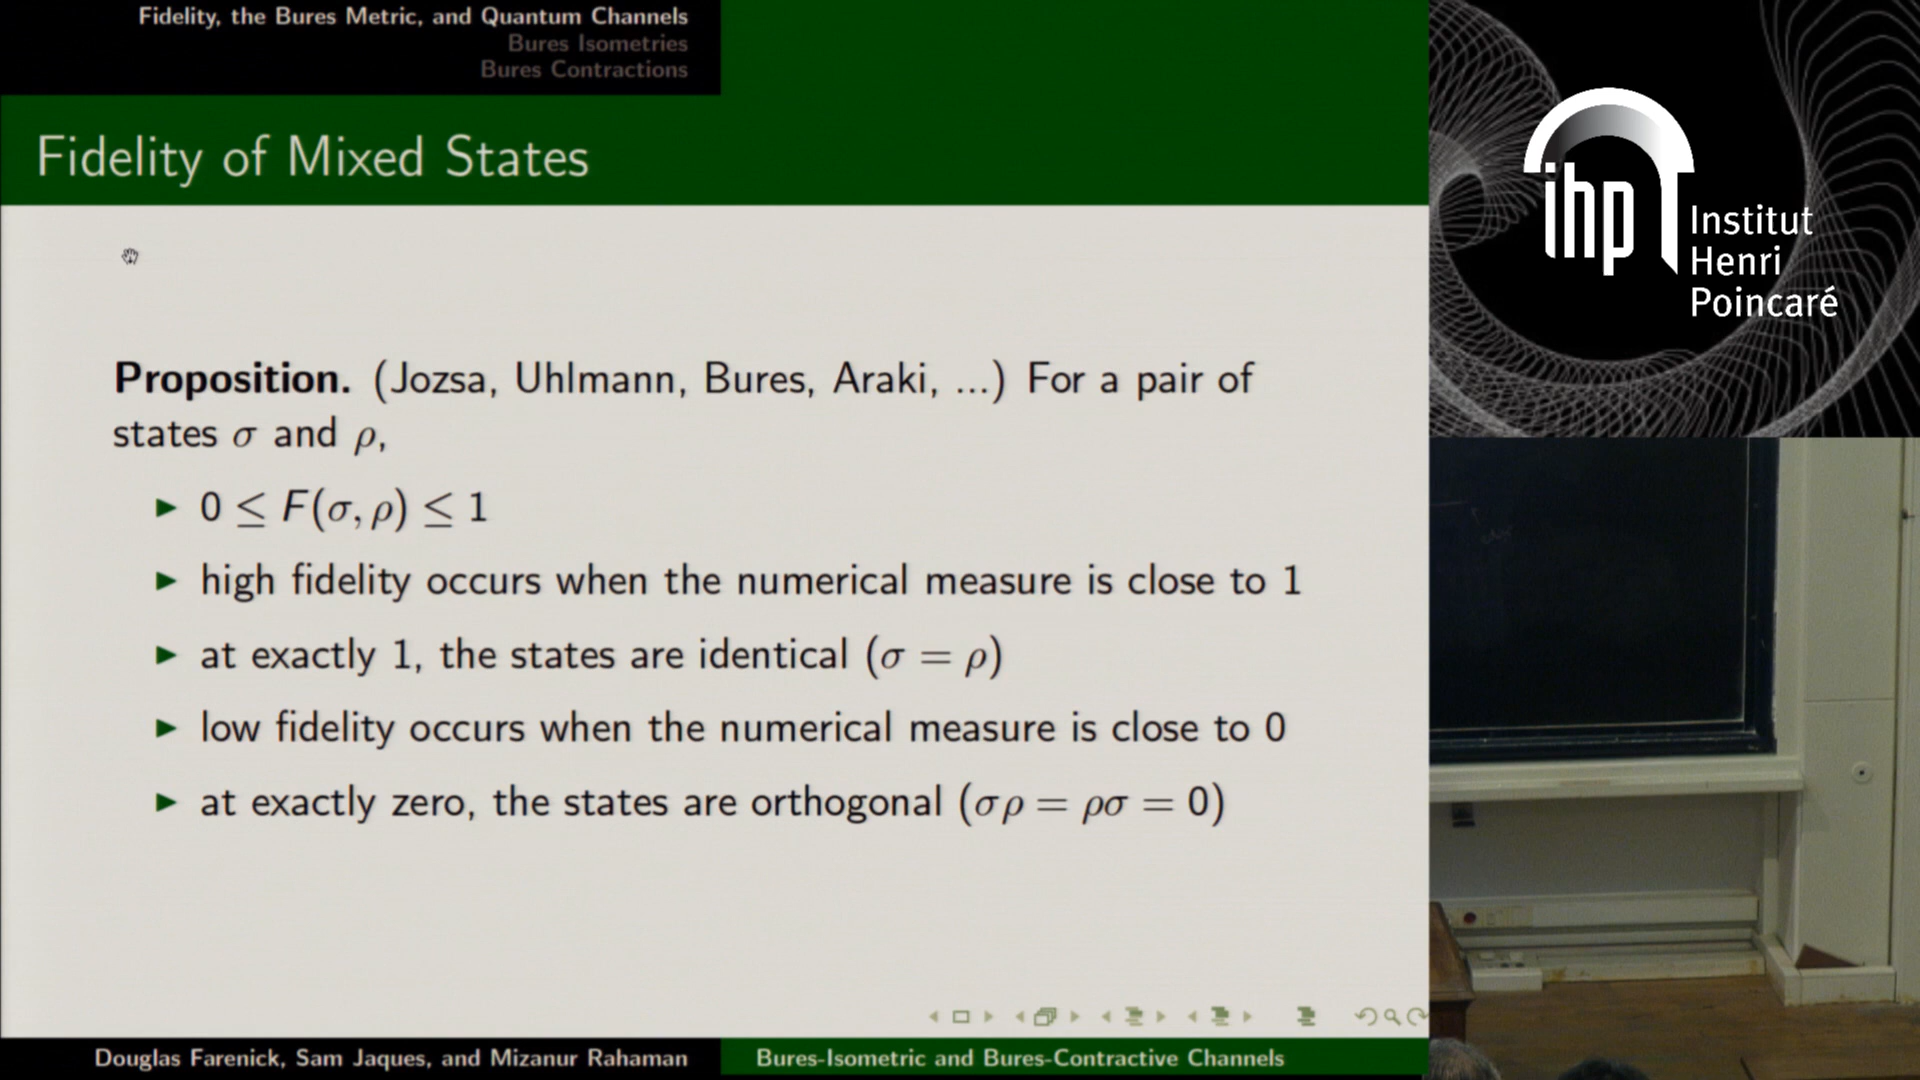 Fidelity, the Bures Metric, and Quantum Channels
Bures Isometries
Bures Contractions
Fidelity of Mixed States
Proposition. (Jozsa, Uhlmann, Bures, Araki, ...) For a pair of
states σ and ρ,
0 ≤ F(σ, ρ) ≤ 1
high fidelity occurs when the numerical measure is close to 1
at exactly 1, the states are identical (σ = ρ)
low fidelity occurs when the numerical measure is close to 0
at exactly zero, the states are orthogonal (σρ = ρσ = 0)
Douglas Farenick, Sam Jaques, and Mizanur Rahaman
Bures-Isometric and Bures-Contractive Channels
ihp
Institut
Henri
Poincaré